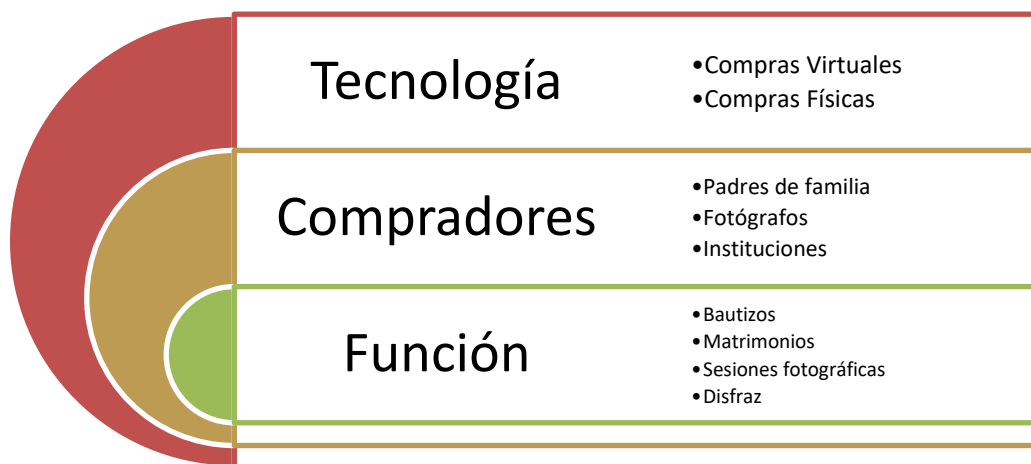 Tecnología
•Compras Virtuales
•Compras Físicas
Compradores
•Padres de familia
•Fotógrafos
•Instituciones
Función
•Bautizos
•Matrimonios
•Sesiones fotográficas
•Disfraz